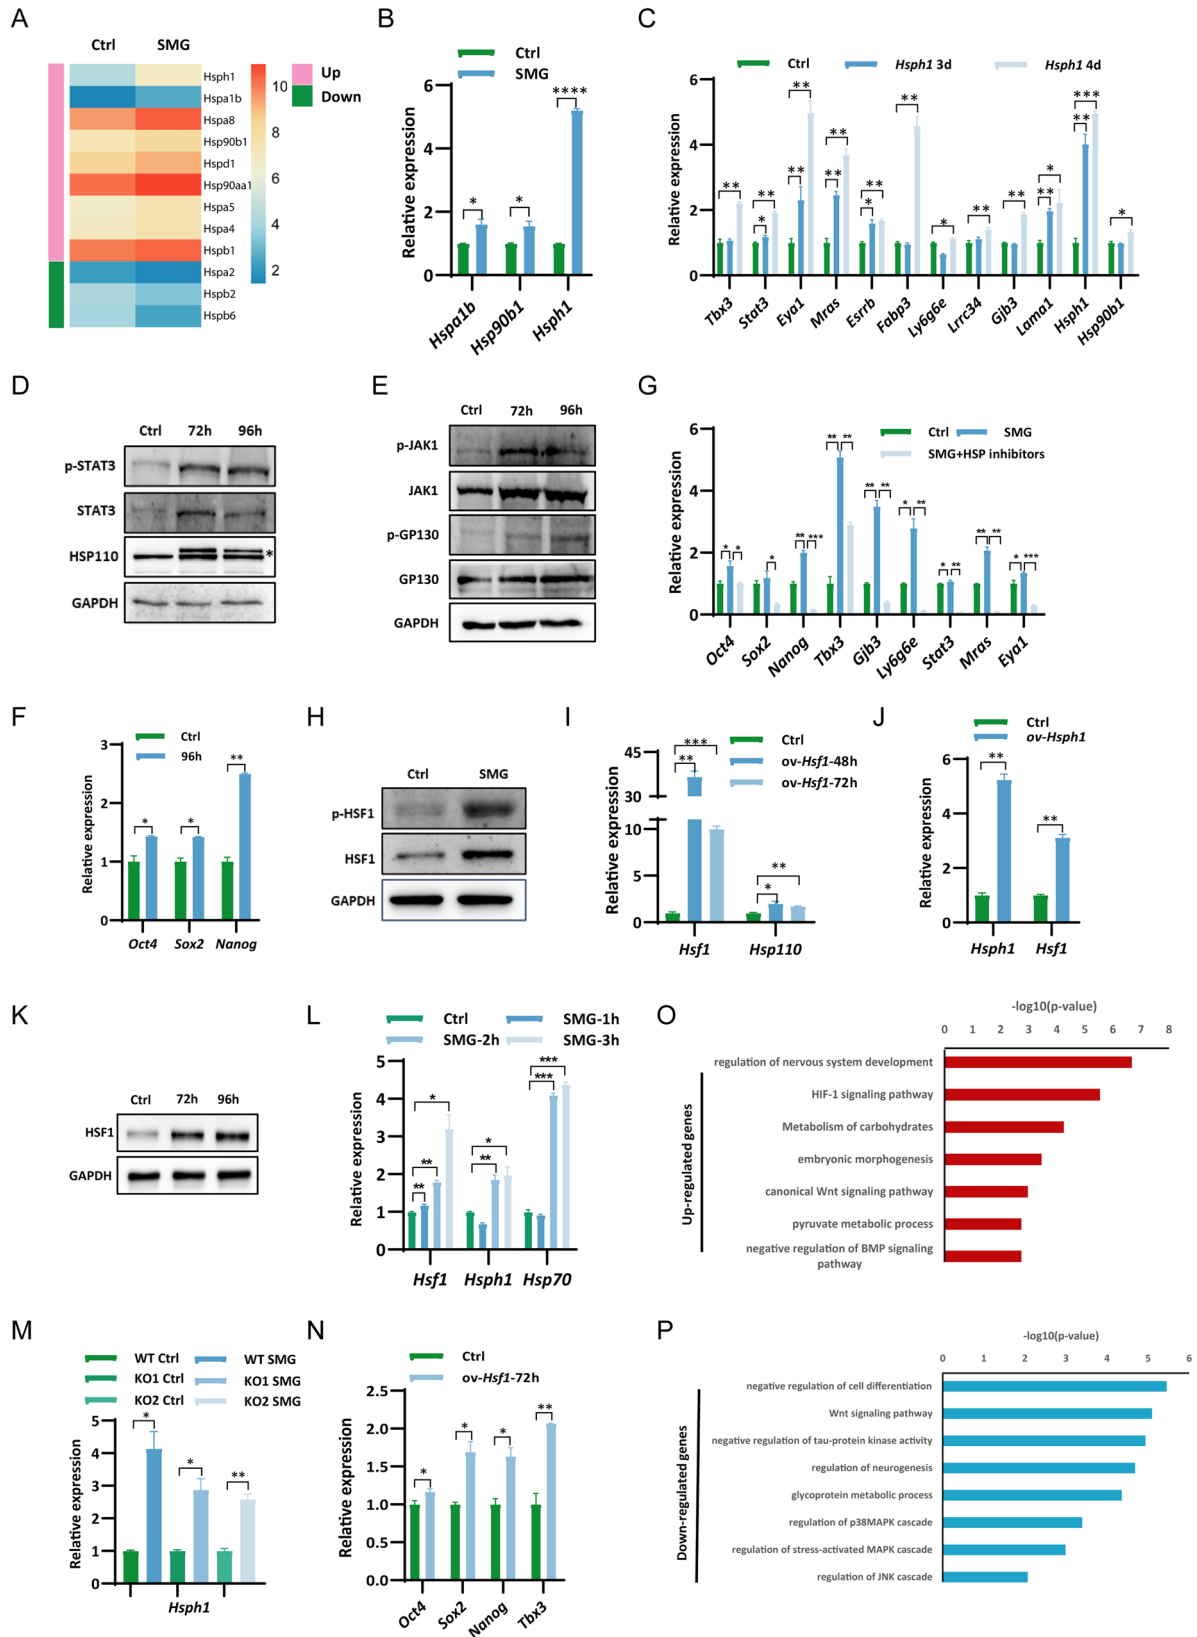 A
Ctrl SMG
Hsph1
Hspa1b
Hspa8
Hsp90b1
Hspd1
Hsp90aa1
Hspa5
Hspa4
Hspb1
Hspa2
Hspb2
Hspb6
10
8
6
4
2
Up
Down
B
Ctrl
SMG
Relative expression
6
4
2
0
* * ****
Hspa1b Hsp90b1 Hsph1
C
Ctrl Hsph1 3d Hsph1 4d
Relative expression
6
4
2
0
** * ** ** ** ** ** * ** ** * ** ** ** * *** ** *
Tbx3 Stat3 Eya1 Mras Esrrb Fabp3 Ly6g6e Lrrc34 Gjb3 Lama1 Hsph1 Hsp90b1
D
Ctrl 72h 96h
p-STAT3
STAT3
HSP110 *
GAPDH
E
Ctrl 72h 96h
p-JAK1
JAK1
p-GP130
GP130
GAPDH
G
Ctrl SMG
SMG+HSP inhibitors
Relative expression
6
4
2
0
* * * ** *** ** ** ** ** * ** * ** ** ** * ***
Oct4 Sox2 Nanog Tbx3 Gjb3 Ly6g6e Stat3 Mras Eya1
F
Ctrl
96h
Relative expression
3
2
1
0
* * **
Oct4 Sox2 Nanog
H
Ctrl SMG
p-HSF1
HSF1
GAPDH
I
Ctrl
ov-Hsf1-48h
ov-Hsf1-72h
Relative expression
45
30
10
5
0
*** ** ** *
Hsf1 Hsp110
J
Ctrl
ov-Hsph1
Relative expression
6
4
2
0
** **
Hsph1 Hsf1
K
Ctrl 72h 96h
HSF1
GAPDH
L
Ctrl SMG-1h
SMG-2h SMG-3h
Relative expression
5
4
3
2
1
0
* ** ** * ** *** ***
Hsf1 Hsph1 Hsp70
O
-log10(p-value)
0 1 2 3 4 5 6 7 8
Up-regulated genes
regulation of nervous system development
HIF-1 signaling pathway
Metabolism of carbohydrates
embryonic morphogenesis
canonical Wnt signaling pathway
pyruvate metabolic process
negative regulation of BMP signaling
pathway
M
WT Ctrl WT SMG
KO1 Ctrl KO1 SMG
KO2 Ctrl KO2 SMG
Relative expression
5
4
3
2
1
0
* * **
Hsph1
N
Ctrl
ov-Hsf1-72h
Relative expression
2.5
2.0
1.5
1.0
0.5
0.0
* * * **
Oct4 Sox2 Nanog Tbx3
P
-log10(p-value)
0 1 2 3 4 5 6
Down-regulated genes
negative regulation of cell differentiation
Wnt signaling pathway
negative regulation of tau-protein kinase activity
regulation of neurogenesis
glycoprotein metabolic process
regulation of p38MAPK cascade
regulation of stress-activated MAPK cascade
regulation of JNK cascade